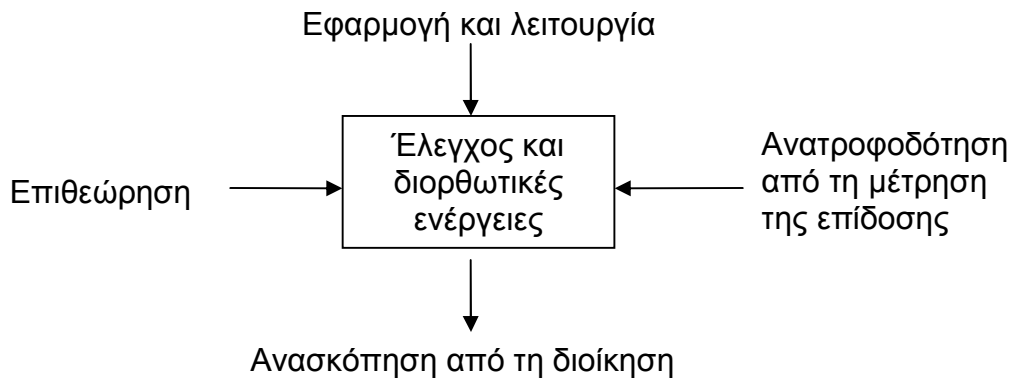 Εφαρμογή και λειτουργία
Έλεγχος και
διορθωτικές
ενέργειες
Επιθεώρηση
Ανατροφοδότηση
από τη μέτρηση
της επίδοσης
Ανασκόπηση από τη διοίκηση